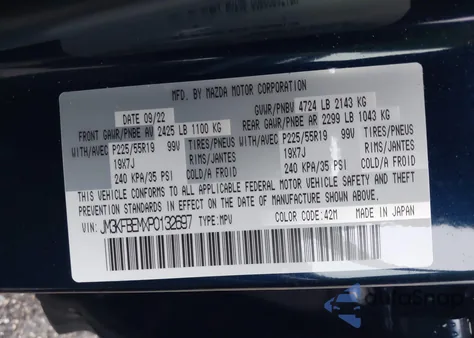 MFD. BY MAZDA MOTOR CORPORATION
DATE 09/22 GVWR/PNBV 4724 LB 2143 KG
FRONT GAWR/PNBE AV 2425 LB 1100 KG REAR GAWR/PNBE AR 2299 LB 1043 KG
WITH/AVEC P225/55R19 99V TIRES/PNEUS WITH/AVEC P225/55R19 99V TIRES/PNEUS
19X7J RIMS/JANTES 19X7J RIMS/JANTES
240 KPA/35 PSI COLD/A FROID 240 KPA/35 PSI COLD/A FROID
THIS VEHICLE CONFORMS TO ALL APPLICABLE FEDERAL MOTOR VEHICLE SAFETY AND THEFT
PREVENTION STANDARDS IN EFFECT ON THE DATE OF MANUFACTURE SHOWN ABOVE.
VIN: JM3KFBEMXP0132697 TYPE:MPV COLOR CODE:42M MADE IN JAPAN